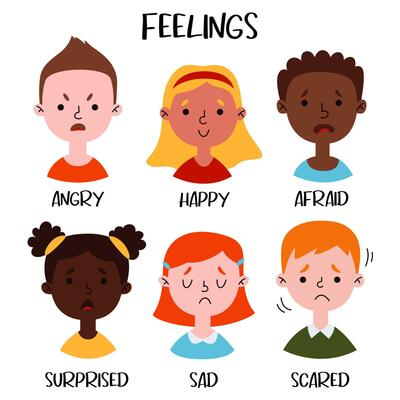 FEELINGS
ANGRY
HAPPY
AFRAID
SURPRISED
SAD
SCARED